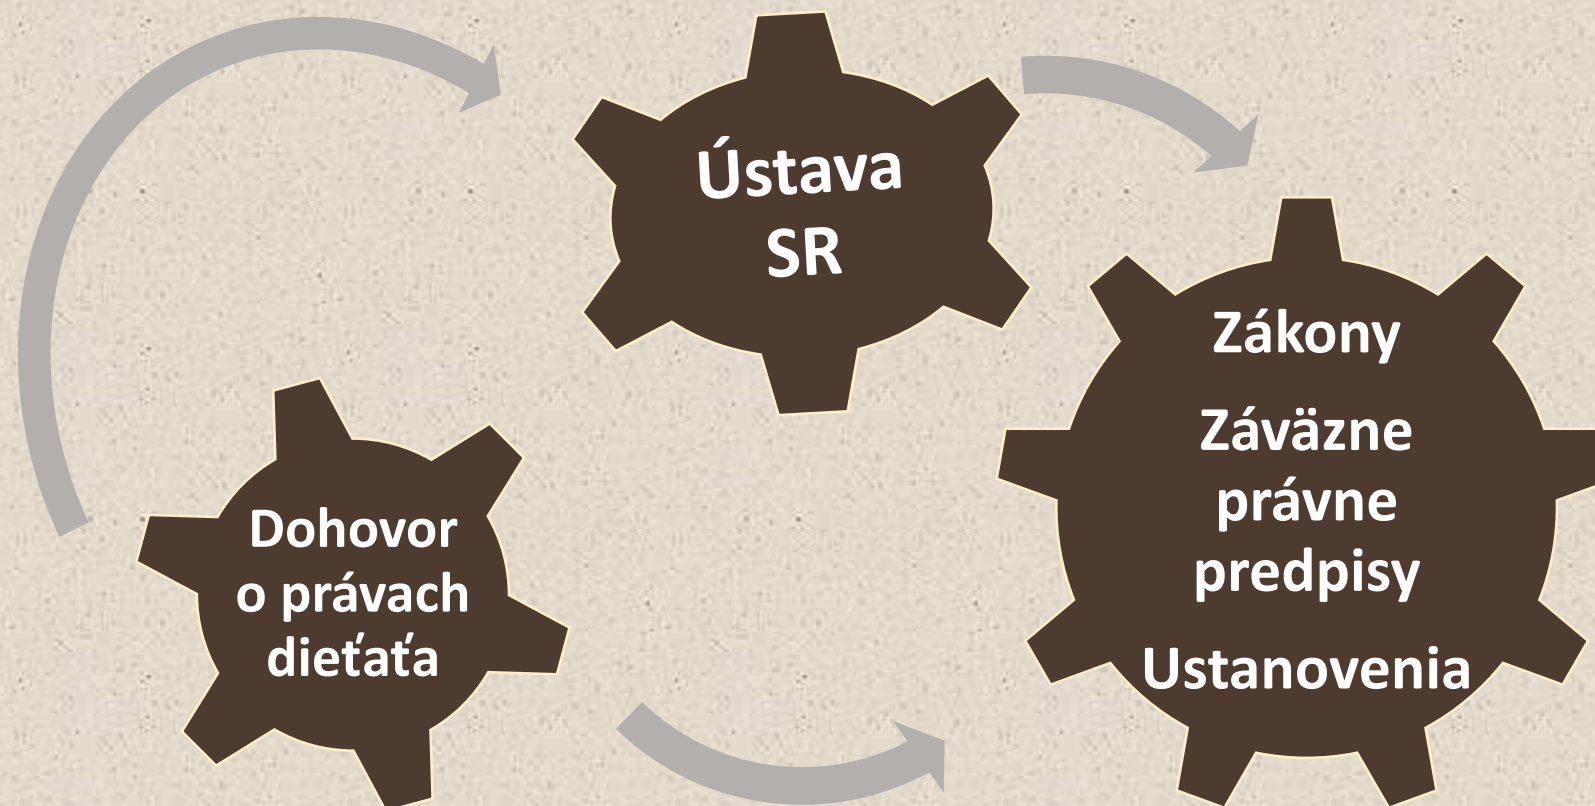 Ústava
SR
Zákony
Záväzne
právne
predpisy
Ustanovenia
Dohovor
o právach
dieťaťa